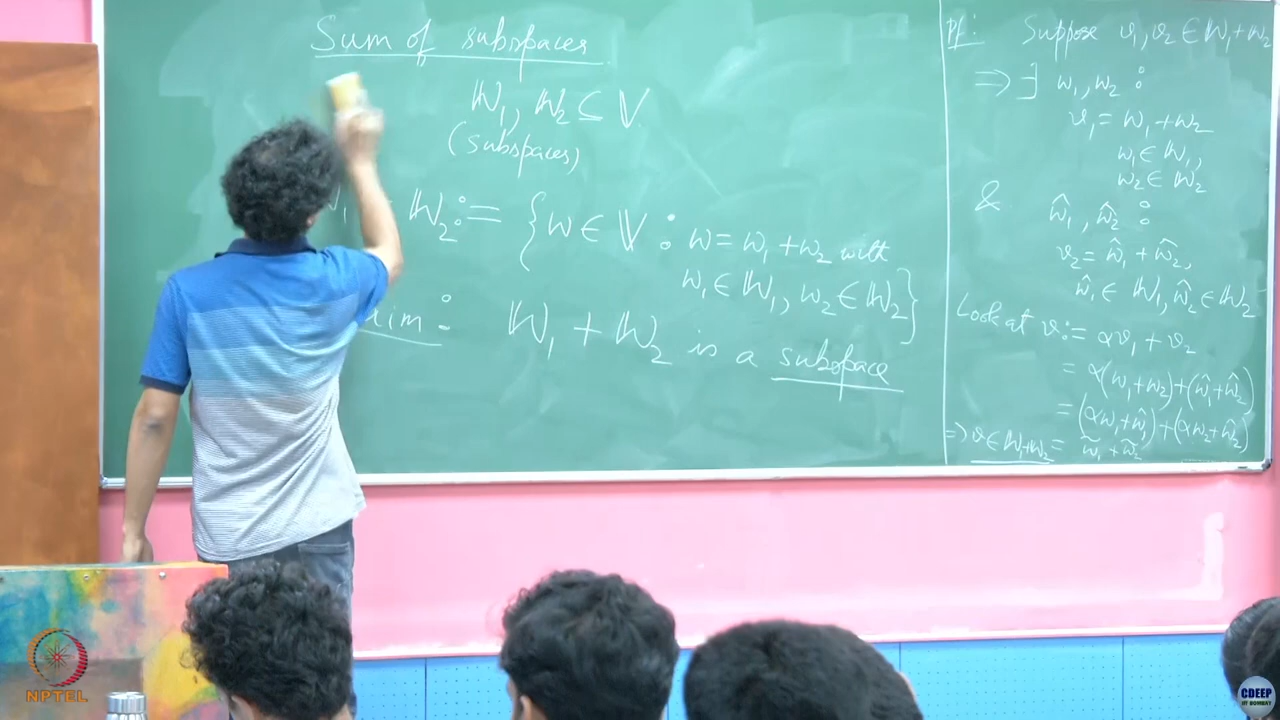 Sum of subspaces
𝕎₁, 𝕎₂ ⊆ 𝕍
(subspaces)
𝕎₂ := {w ∈ 𝕍 : w = w₁ + w₂ with
w₁ ∈ 𝕎₁, w₂ ∈ 𝕎₂}
aim: 𝕎₁ + 𝕎₂ is a subspace
Pf: Suppose v₁, v₂ ∈ 𝕎₁+𝕎₂
⇒ ∃ w₁, w₂ :
v₁ = w₁ + w₂
w₁ ∈ 𝕎₁,
w₂ ∈ 𝕎₂
& ŵ₁, ŵ₂ :
v₂ = ŵ₁ + ŵ₂,
ŵ₁ ∈ 𝕎₁, ŵ₂ ∈ 𝕎₂
Look at v := αv₁ + v₂
= α(w₁+w₂)+(ŵ₁+ŵ₂)
= (αw₁+ŵ₁)+(αw₂+ŵ₂)
⇒ v ∈ 𝕎₁+𝕎₂ = w̃₁ + w̃₂
NPTEL
CDEEP
IIT BOMBAY